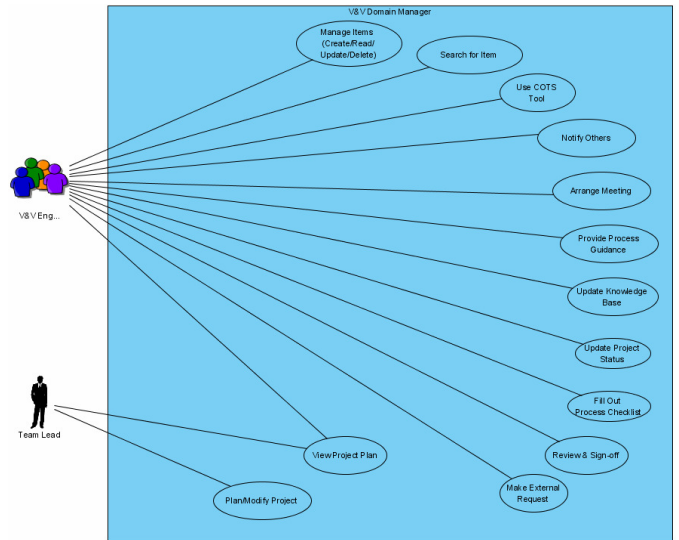 V&V Domain Manager
Manage Items
(Create/Read/
Update/Delete)
Search for Item
Use COTS
Tool
Notify Others
V&V Eng...
Arrange Meeting
Provide Process
Guidance
Update Knowledge
Base
Update Project
Status
Fill Out
Process Checklist
Team Lead
View Project Plan
Review & Sign-off
Plan/Modify Project
Make External
Request